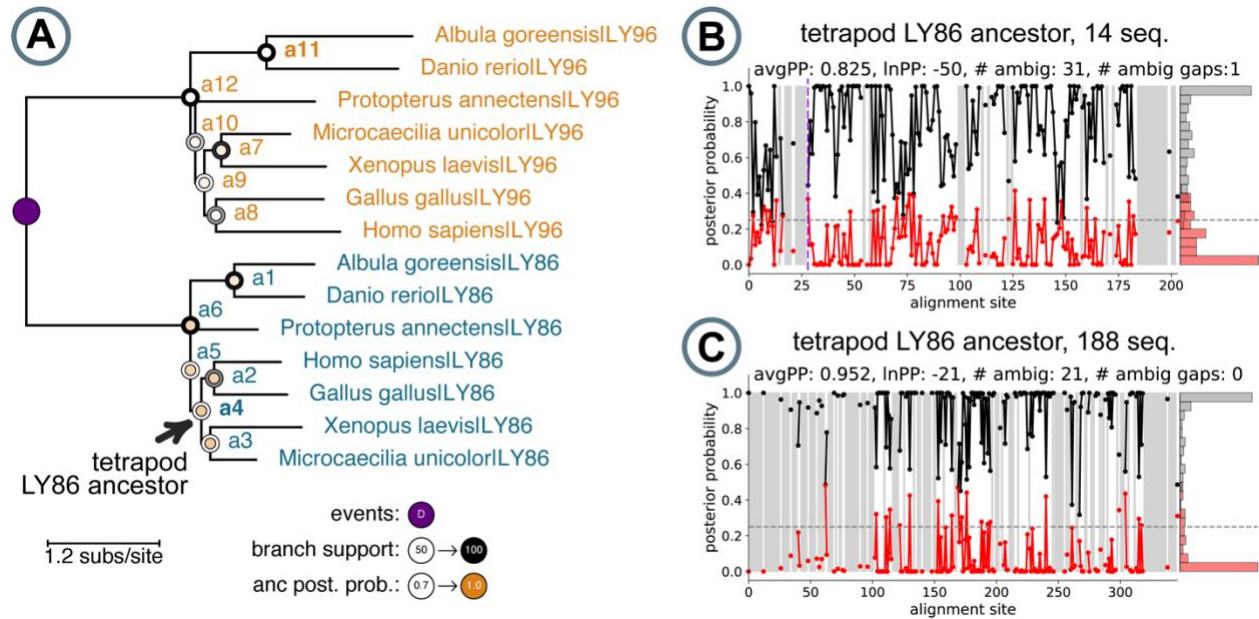 A
Albula goreensis|LY96
a11
Danio rerio|LY96
a12
Protopterus annectens|LY96
a10
Microcaecilia unicolor|LY96
a7
Xenopus laevis|LY96
a9
Gallus gallus|LY96
a8
Homo sapiens|LY96
Albula goreensis|LY86
a1
Danio rerio|LY86
a6
Protopterus annectens|LY86
a5
Homo sapiens|LY86
a2
Gallus gallus|LY86
a4
Xenopus laevis|LY86
a3
Microcaecilia unicolor|LY86
tetrapod
LY86 ancestor
events: D
branch support: 50 → 100
anc post. prob.: 0.7 → 1.0
1.2 subs/site
B
tetrapod LY86 ancestor, 14 seq.
avgPP: 0.825, lnPP: -50, # ambig: 31, # ambig gaps:1
posterior probability
1.0
0.8
0.6
0.4
0.2
0.0
0 25 50 75 100 125 150 175 200
alignment site
C
tetrapod LY86 ancestor, 188 seq.
avgPP: 0.952, lnPP: -21, # ambig: 21, # ambig gaps: 0
posterior probability
1.0
0.8
0.6
0.4
0.2
0.0
0 50 100 150 200 250 300
alignment site